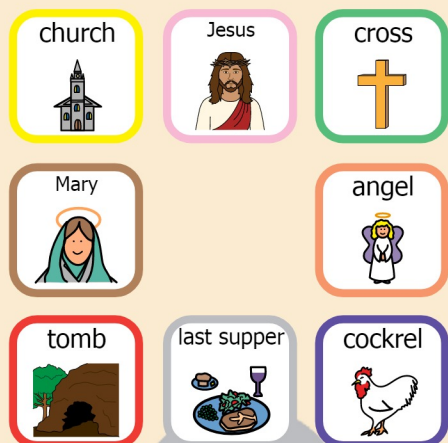 church
Jesus
cross
Mary
angel
tomb
last supper
cockrel